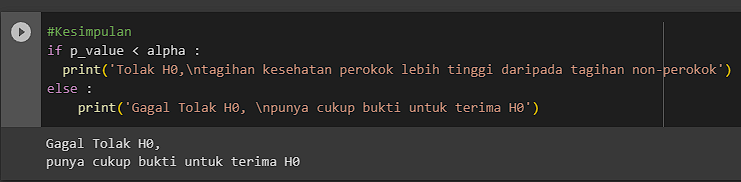 #Kesimpulan
if p_value < alpha :
  print('Tolak H0,\ntagihan kesehatan perokok lebih tinggi daripada tagihan non-perokok')
else :
    print('Gagal Tolak H0, \npunya cukup bukti untuk terima H0')
Gagal Tolak H0,
punya cukup bukti untuk terima H0